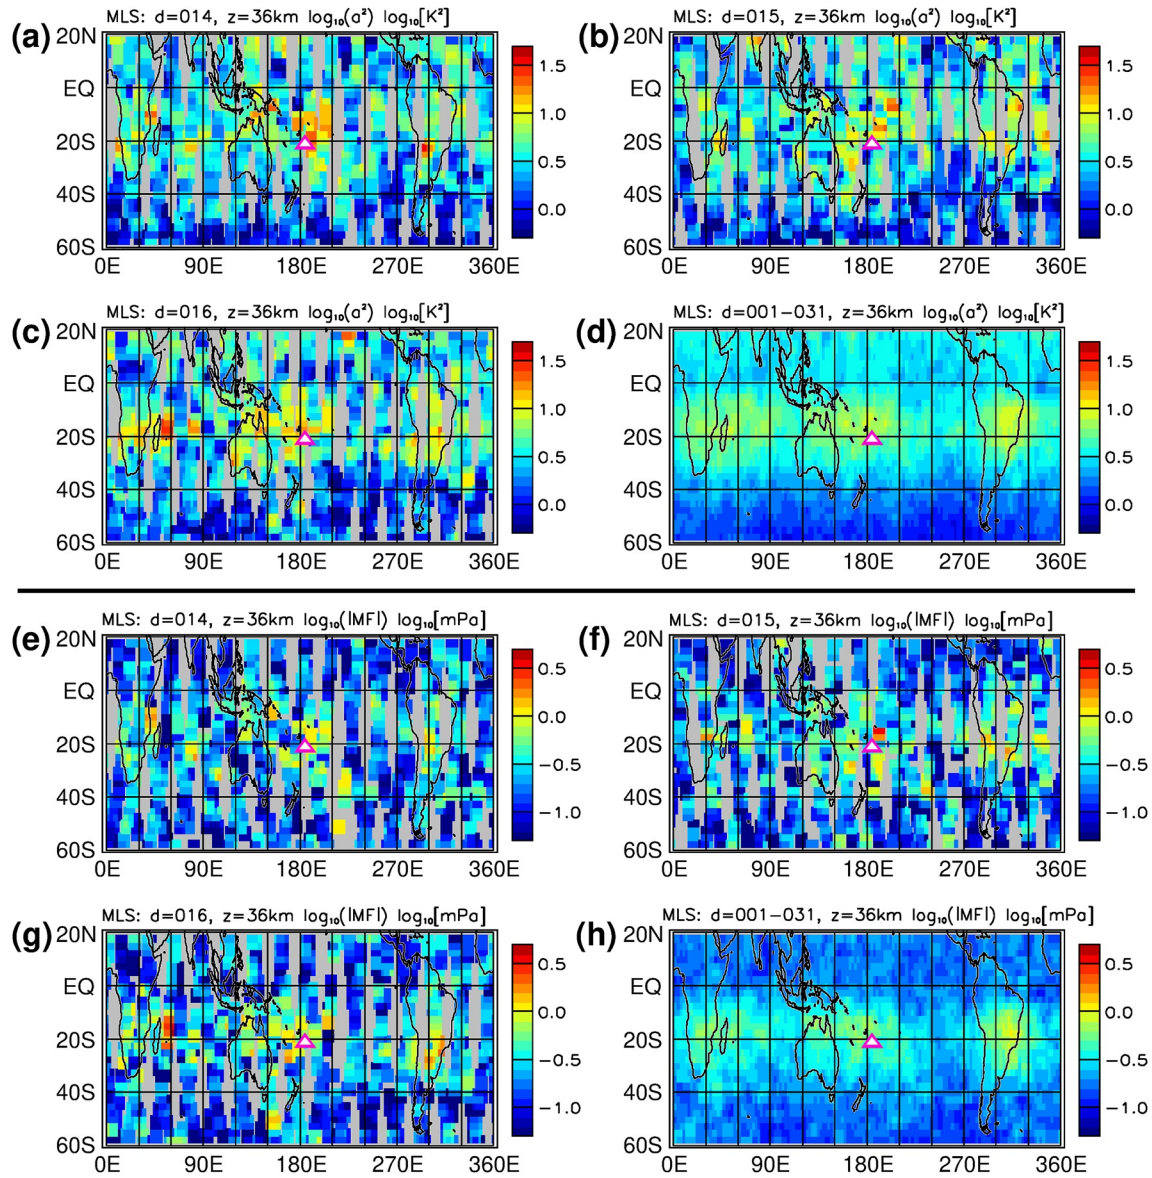 (a)
MLS: d=014, z=36km log₁₀(a²) log₁₀[K²]
20N
EQ
20S
40S
60S
0E 90E 180E 270E 360E
1.5
1.0
0.5
0.0
(b)
MLS: d=015, z=36km log₁₀(a²) log₁₀[K²]
20N
EQ
20S
40S
60S
0E 90E 180E 270E 360E
1.5
1.0
0.5
0.0
(c)
MLS: d=016, z=36km log₁₀(a²) log₁₀[K²]
20N
EQ
20S
40S
60S
0E 90E 180E 270E 360E
1.5
1.0
0.5
0.0
(d)
MLS: d=001−031, z=36km log₁₀(a²) log₁₀[K²]
20N
EQ
20S
40S
60S
0E 90E 180E 270E 360E
1.5
1.0
0.5
0.0
(e)
MLS: d=014, z=36km log₁₀(|MF|) log₁₀[mPa]
20N
EQ
20S
40S
60S
0E 90E 180E 270E 360E
0.5
0.0
−0.5
−1.0
(f)
MLS: d=015, z=36km log₁₀(|MF|) log₁₀[mPa]
20N
EQ
20S
40S
60S
0E 90E 180E 270E 360E
0.5
0.0
−0.5
−1.0
(g)
MLS: d=016, z=36km log₁₀(|MF|) log₁₀[mPa]
20N
EQ
20S
40S
60S
0E 90E 180E 270E 360E
0.5
0.0
−0.5
−1.0
(h)
MLS: d=001−031, z=36km log₁₀(|MF|) log₁₀[mPa]
20N
EQ
20S
40S
60S
0E 90E 180E 270E 360E
0.5
0.0
−0.5
−1.0